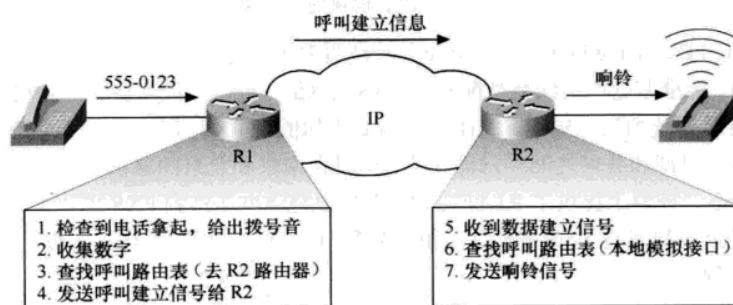 呼叫建立信息
555-0123
响铃
IP
R1
R2
1. 检查到电话拿起，给出拨号音
2. 收集数字
3. 查找呼叫路由表（去 R2 路由器）
4. 发送呼叫建立信号给 R2
5. 收到数据建立信号
6. 查找呼叫路由表（本地模拟接口）
7. 发送响铃信号